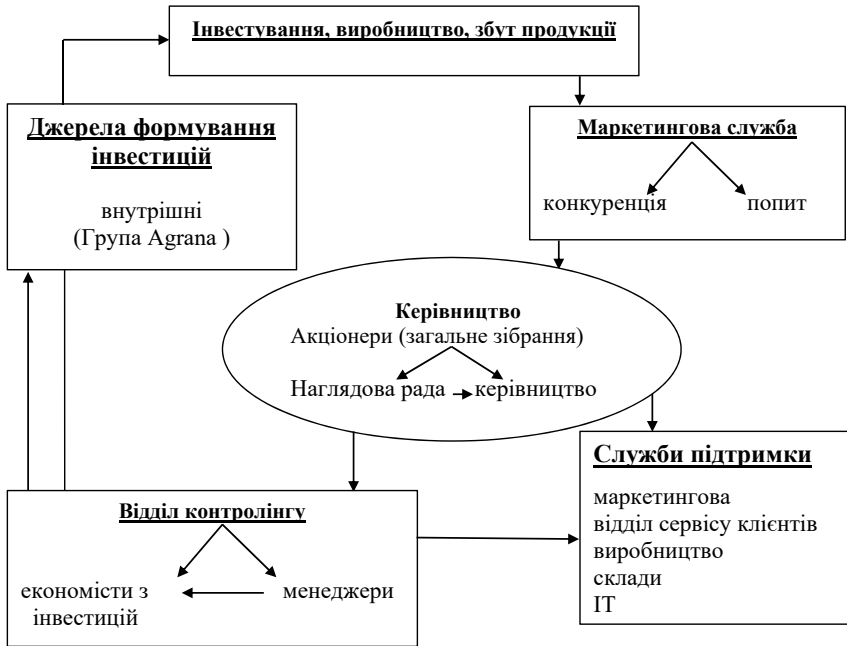 Інвестування, виробництво, збут продукції
Джерела формування
інвестицій
внутрішні
(Група Agrana )
Маркетингова служба
конкуренція
попит
Керівництво
Акціонери (загальне зібрання)
Наглядова рада
керівництво
Служби підтримки
маркетингова
відділ сервісу клієнтів
виробництво
склади
ІТ
Відділ контролінгу
економісти з
інвестицій
менеджери